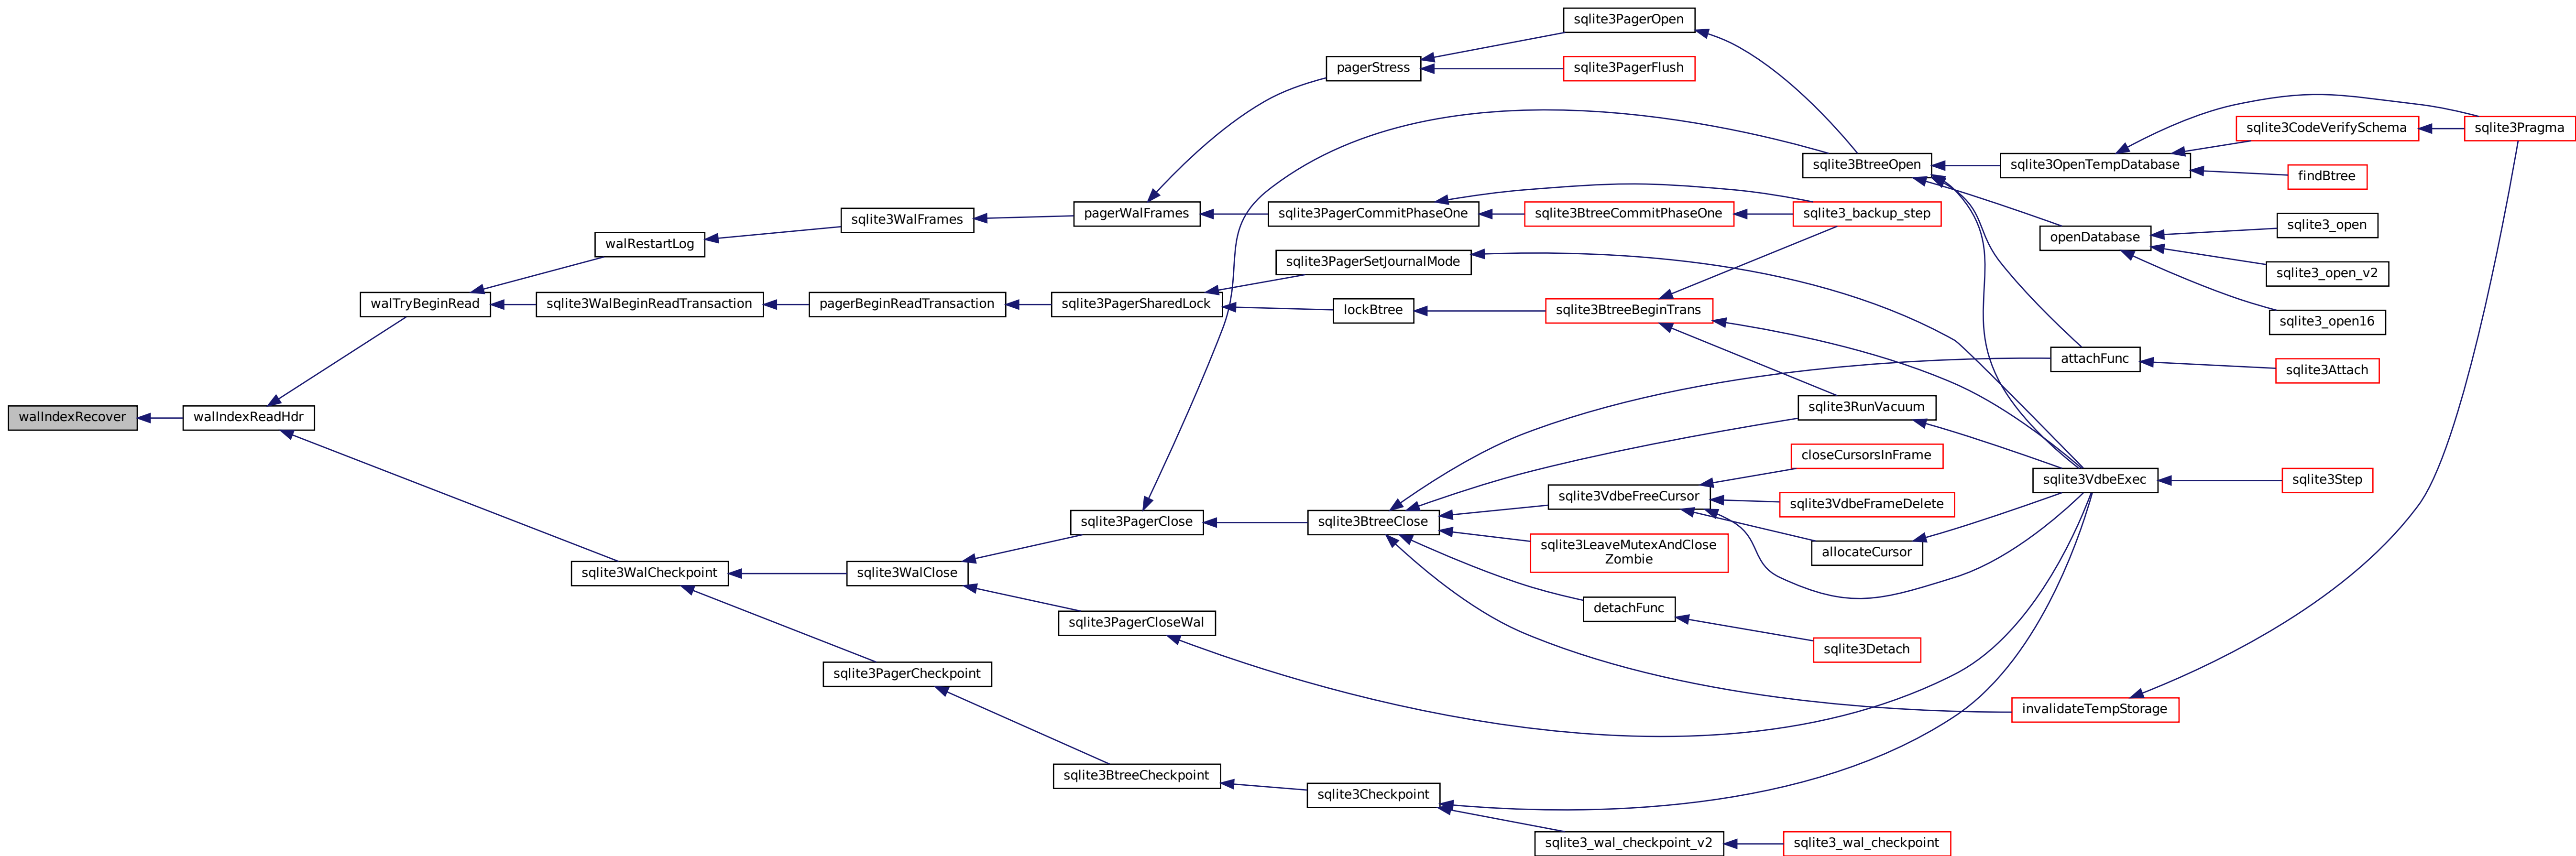 sqlite3PagerOpen
pagerStress
sqlite3PagerFlush
sqlite3CodeVerifySchema
sqlite3Pragma
sqlite3BtreeOpen
sqlite3OpenTempDatabase
findBtree
sqlite3WalFrames
pagerWalFrames
sqlite3PagerCommitPhaseOne
sqlite3BtreeCommitPhaseOne
sqlite3_backup_step
sqlite3_open
walRestartLog
openDatabase
sqlite3PagerSetJournalMode
sqlite3_open_v2
walTryBeginRead
sqlite3WalBeginReadTransaction
pagerBeginReadTransaction
sqlite3PagerSharedLock
lockBtree
sqlite3BtreeBeginTrans
sqlite3_open16
attachFunc
sqlite3Attach
walIndexRecover
walIndexReadHdr
sqlite3RunVacuum
closeCursorsInFrame
sqlite3VdbeExec
sqlite3Step
sqlite3VdbeFreeCursor
sqlite3VdbeFrameDelete
sqlite3PagerClose
sqlite3BtreeClose
sqlite3LeaveMutexAndClose
Zombie
allocateCursor
sqlite3WalCheckpoint
sqlite3WalClose
detachFunc
sqlite3PagerCloseWal
sqlite3Detach
sqlite3PagerCheckpoint
invalidateTempStorage
sqlite3BtreeCheckpoint
sqlite3Checkpoint
sqlite3_wal_checkpoint_v2
sqlite3_wal_checkpoint